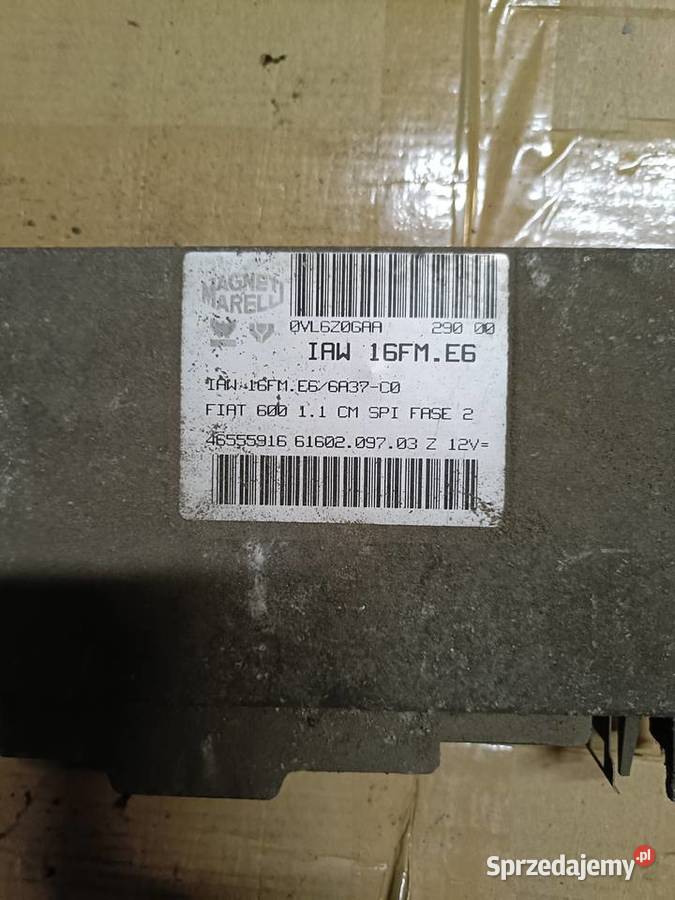 MAGNETI
MARELLI
0VL6Z0GAA 290 00
IAW 16FM.E6
IAW 16FM.E6/6A37-C0
FIAT 600 1.1 CM SPI FASE 2
46555916 61602.097.03 Z 12V=
Sprzedajemy.pl